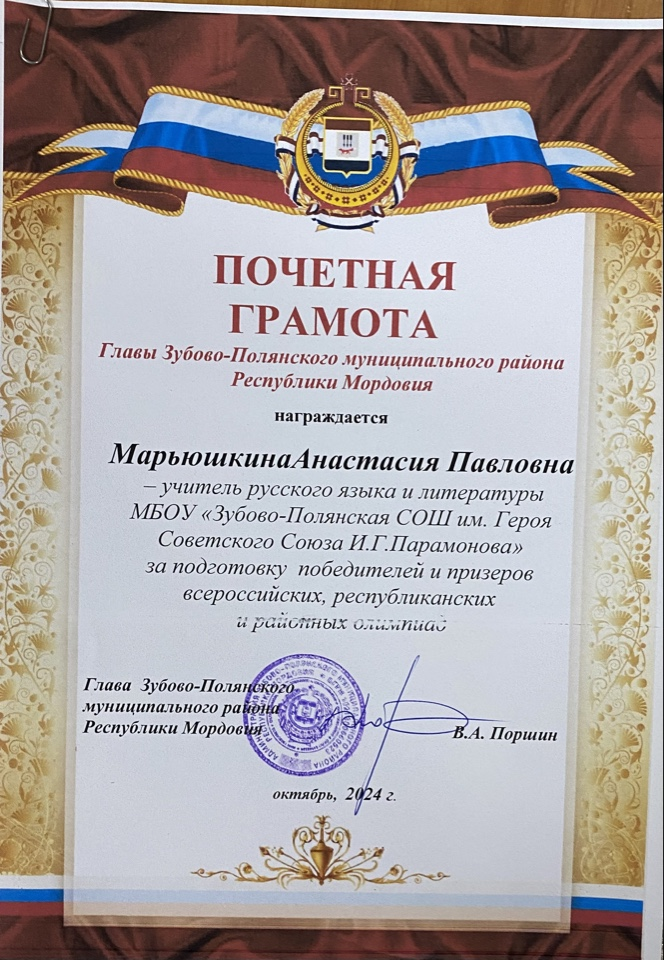 ПОЧЕТНАЯ
ГРАМОТА
Главы Зубово-Полянского муниципального района
Республики Мордовия
награждается
МарьюшкинаАнастасия Павловна
– учитель русского языка и литературы
МБОУ «Зубово-Полянская СОШ им. Героя
Советского Союза И.Г.Парамонова»
за подготовку победителей и призеров
всероссийских, республиканских
и районных олимпиад
Глава Зубово-Полянского
муниципального района
Республики Мордовия
В.А. Поршин
октябрь, 2024 г.